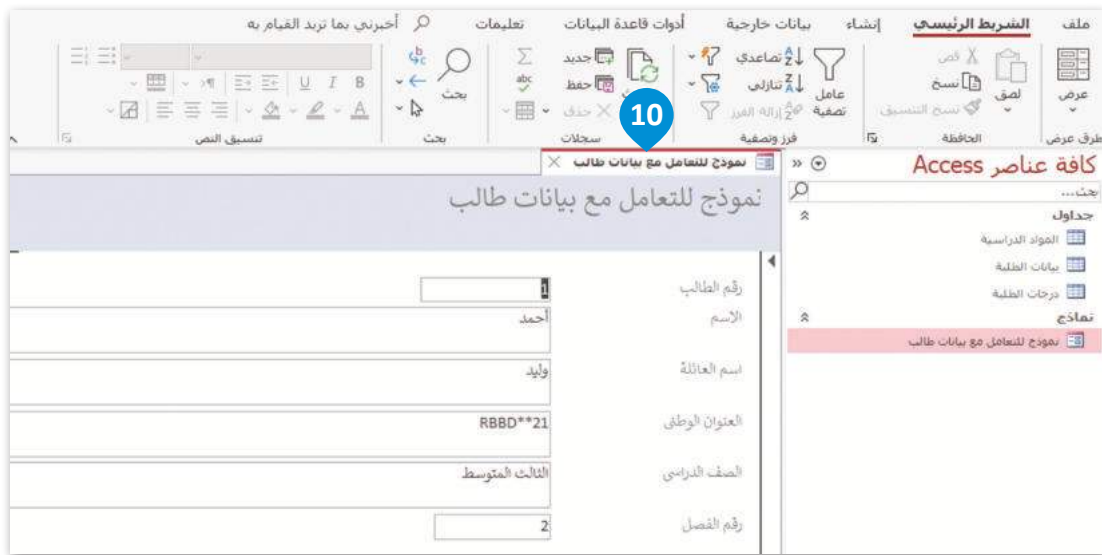 ملف الشريط الرئيسي إنشاء بيانات خارجية أدوات قاعدة البيانات تعليمات أخبرني بما تريد القيام به
عرض
لصق
قص
نسخ
نسخ التنسيق
عامل تصفية
تصاعدي
تنازلي
إزالة الفرز
جديد
حفظ
حذف
بحث
B I U
abc
A
طرق عرض الحافظة فرز وتصفية سجلات بحث تنسيق النص
10
كافة عناصر Access
بحث...
جداول
المواد الدراسية
بيانات الطلبة
درجات الطلبة
نماذج
نموذج للتعامل مع بيانات طالب
نموذج للتعامل مع بيانات طالب
نموذج للتعامل مع بيانات طالب
رقم الطالب 1
الاسم أحمد
اسم العائلة وليد
العنوان الوطني RBBD**21
الصف الدراسي الثالث المتوسط
رقم الفصل 2